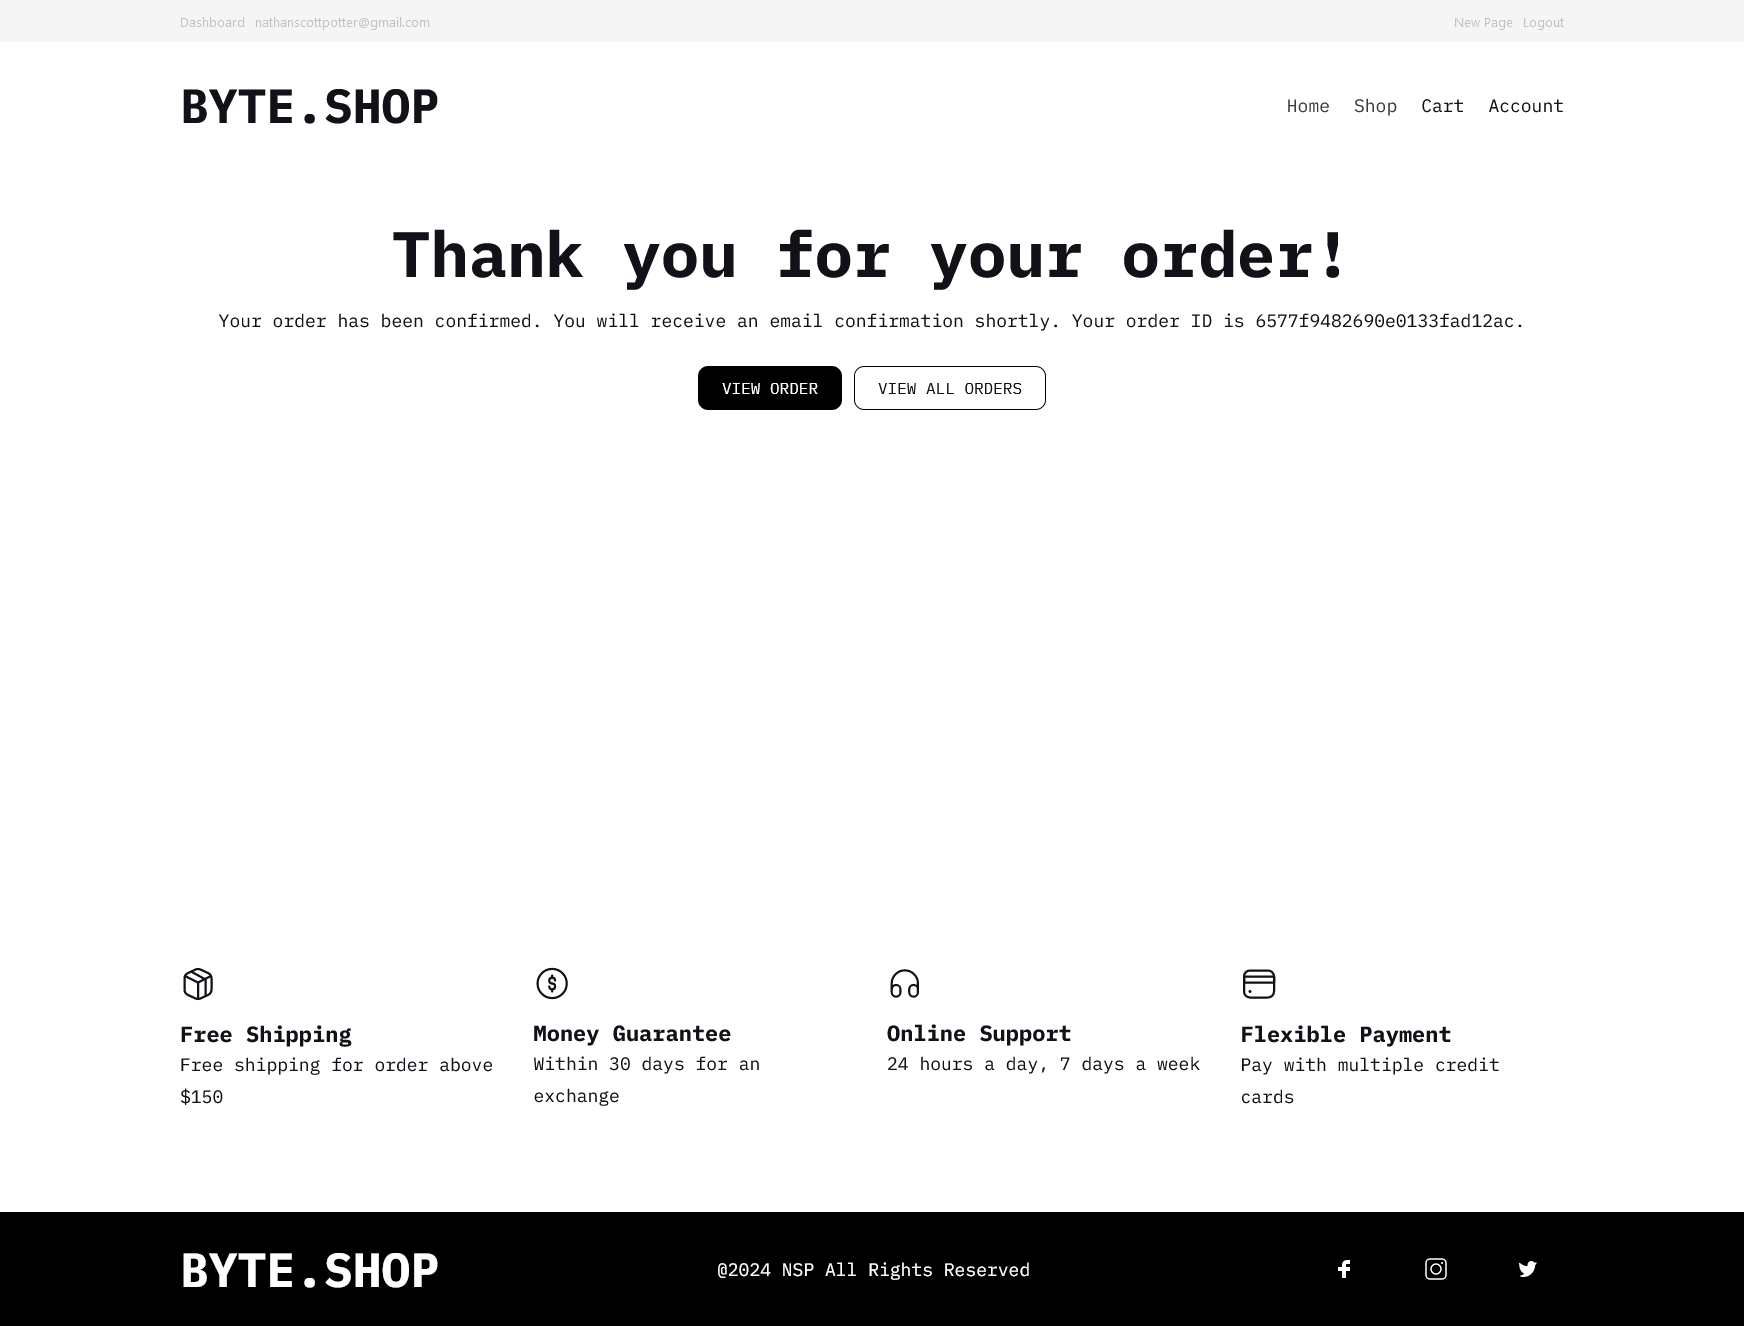 Dashboard nathanscottpotter@gmail.com New Page Logout
BYTE.SHOP Home Shop Cart Account
Thank you for your order!
Your order has been confirmed. You will receive an email confirmation shortly. Your order ID is 6577f9482690e0133fad12ac.
VIEW ORDER VIEW ALL ORDERS
Free Shipping
Free shipping for order above
$150
Money Guarantee
Within 30 days for an
exchange
Online Support
24 hours a day, 7 days a week
Flexible Payment
Pay with multiple credit
cards
BYTE.SHOP @2024 NSP All Rights Reserved